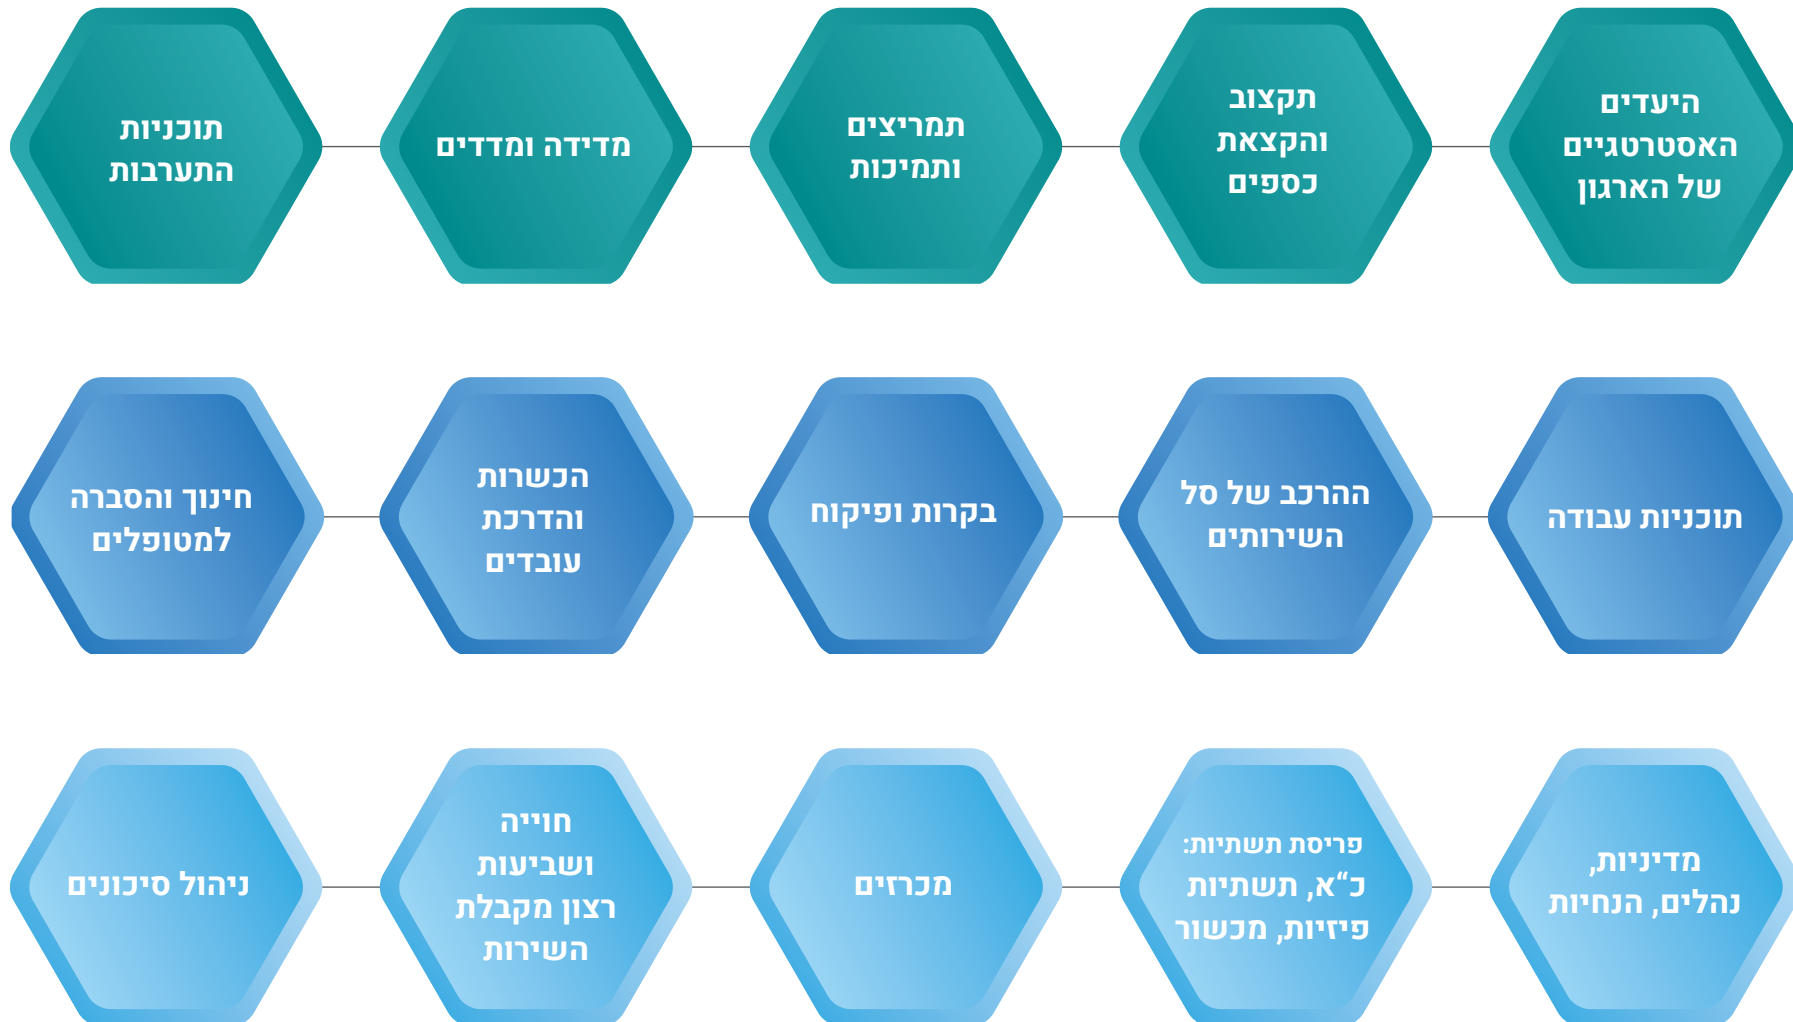 היעדים
האסטרטגיים
של הארגון
תקצוב
והקצאת
כספים
תמריצים
ותמיכות
מדידה ומדדים
תוכניות
התערבות
תוכניות עבודה
ההרכב של סל
השירותים
בקרות ופיקוח
הכשרות
והדרכת
עובדים
חינוך והסברה
למטופלים
מדיניות,
נהלים, הנחיות
פריסת תשתיות:
כ“א, תשתיות
פיזיות, מכשור
מכרזים
חוייה
ושביעות
רצון מקבלת
השירות
ניהול סיכונים